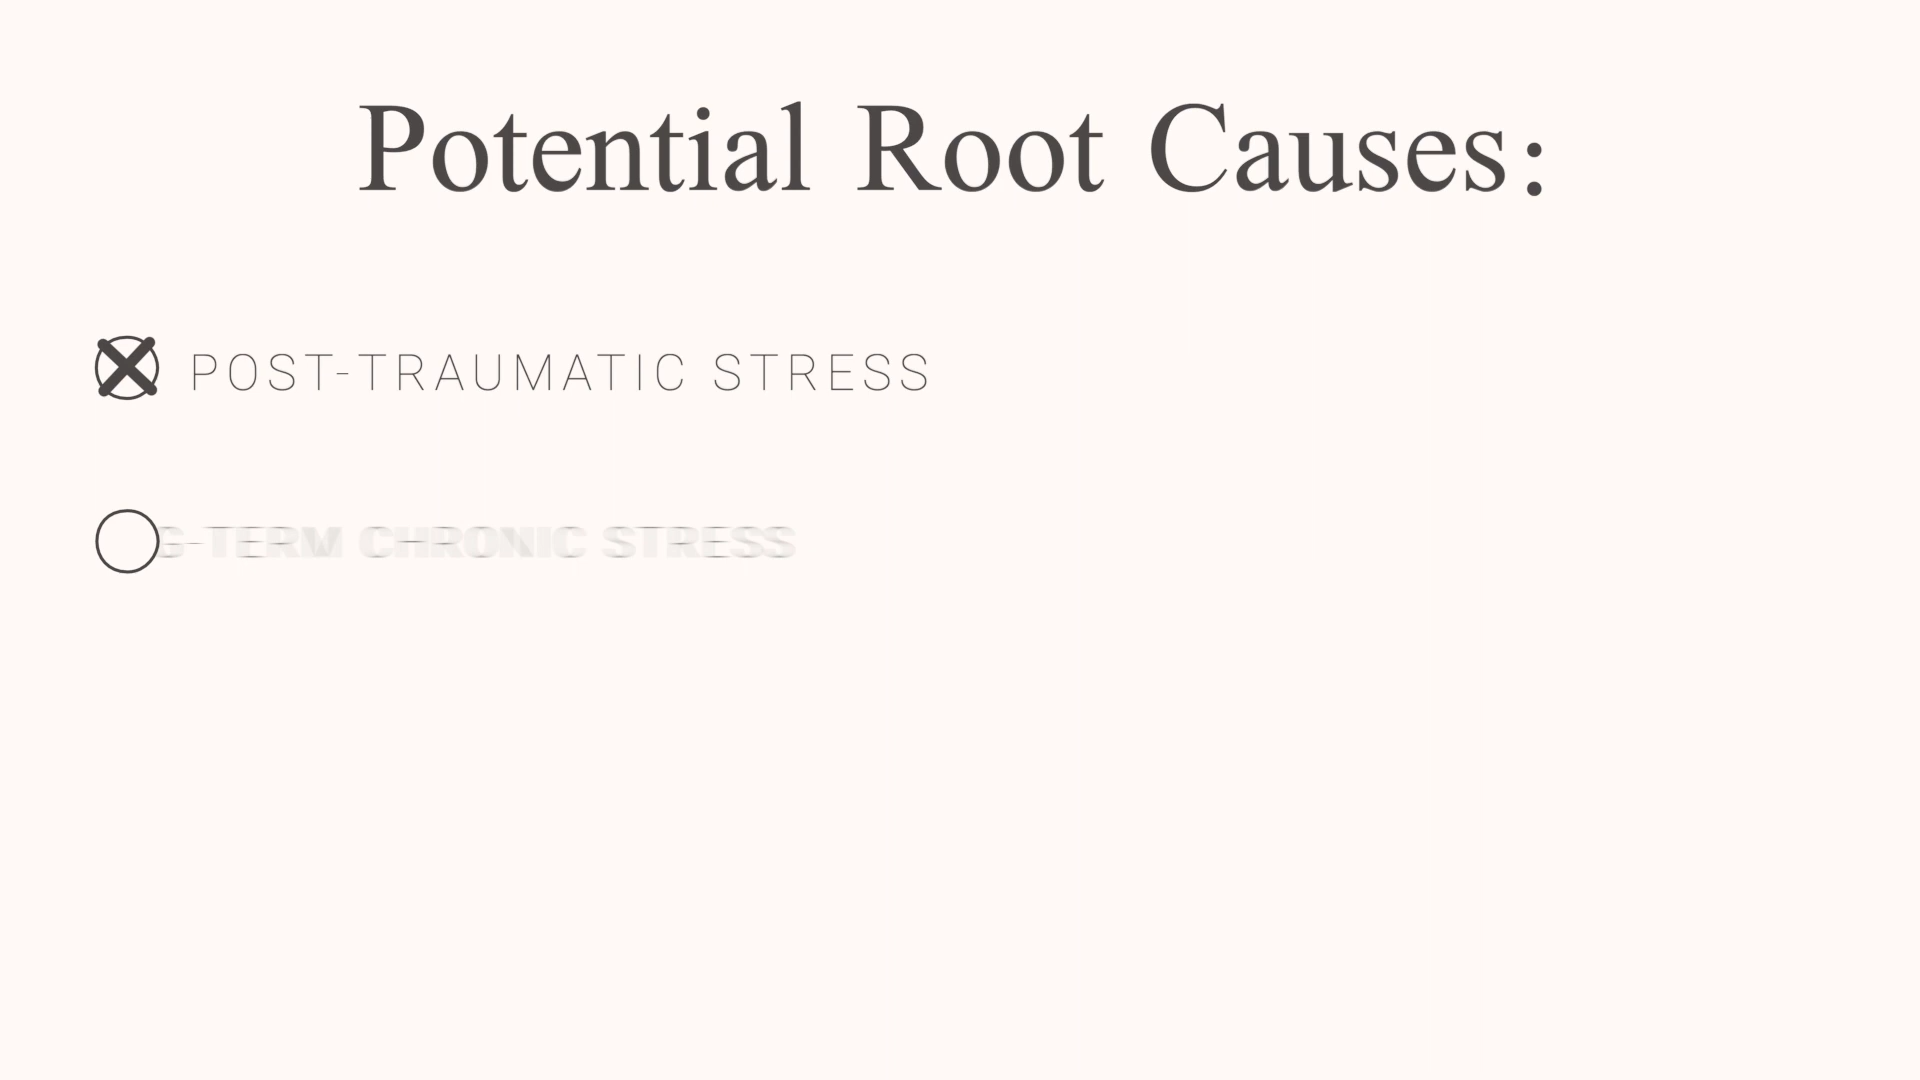 Potential Root Causes:
POST-TRAUMATIC STRESS
G-TERM CHRONIC STRESS